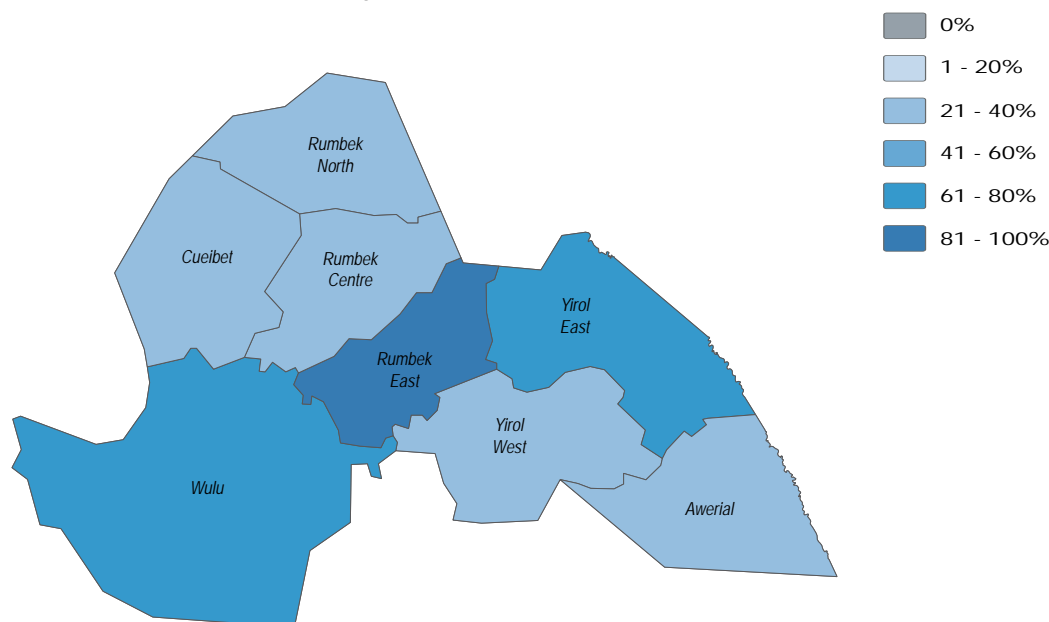 0%
1 - 20%
21 - 40%
41 - 60%
61 - 80%
81 - 100%
Rumbek
North
Cueibet
Rumbek
Centre
Yirol
East
Rumbek
East
Yirol
West
Wulu
Awerial